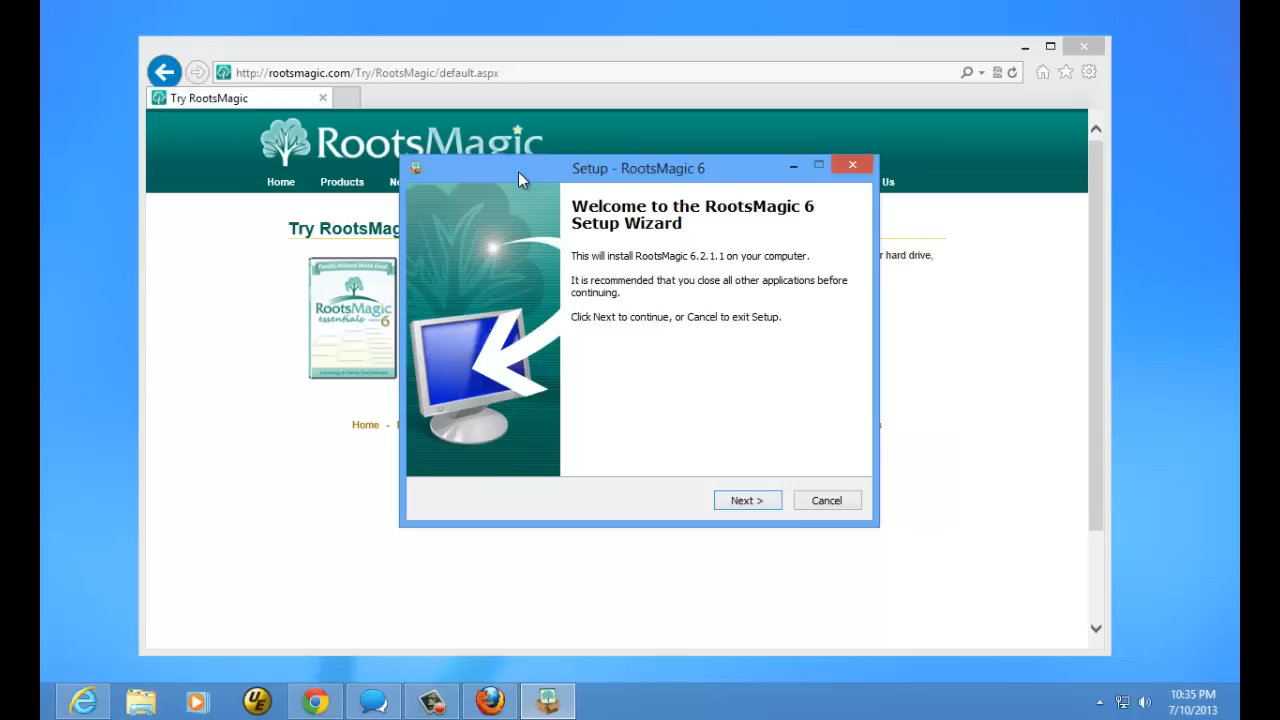 http://rootsmagic.com/Try/RootsMagic/default.aspx
Try RootsMagic
RootsMagic
Home Products Us
Setup - RootsMagic 6
Try RootsMag
r hard drive,
RootsMagic
essentials 6
Welcome to the RootsMagic 6
Setup Wizard
This will install RootsMagic 6.2.1.1 on your computer.
It is recommended that you close all other applications before
continuing.
Click Next to continue, or Cancel to exit Setup.
Home -
Next > Cancel
UE
10:35 PM
7/10/2013